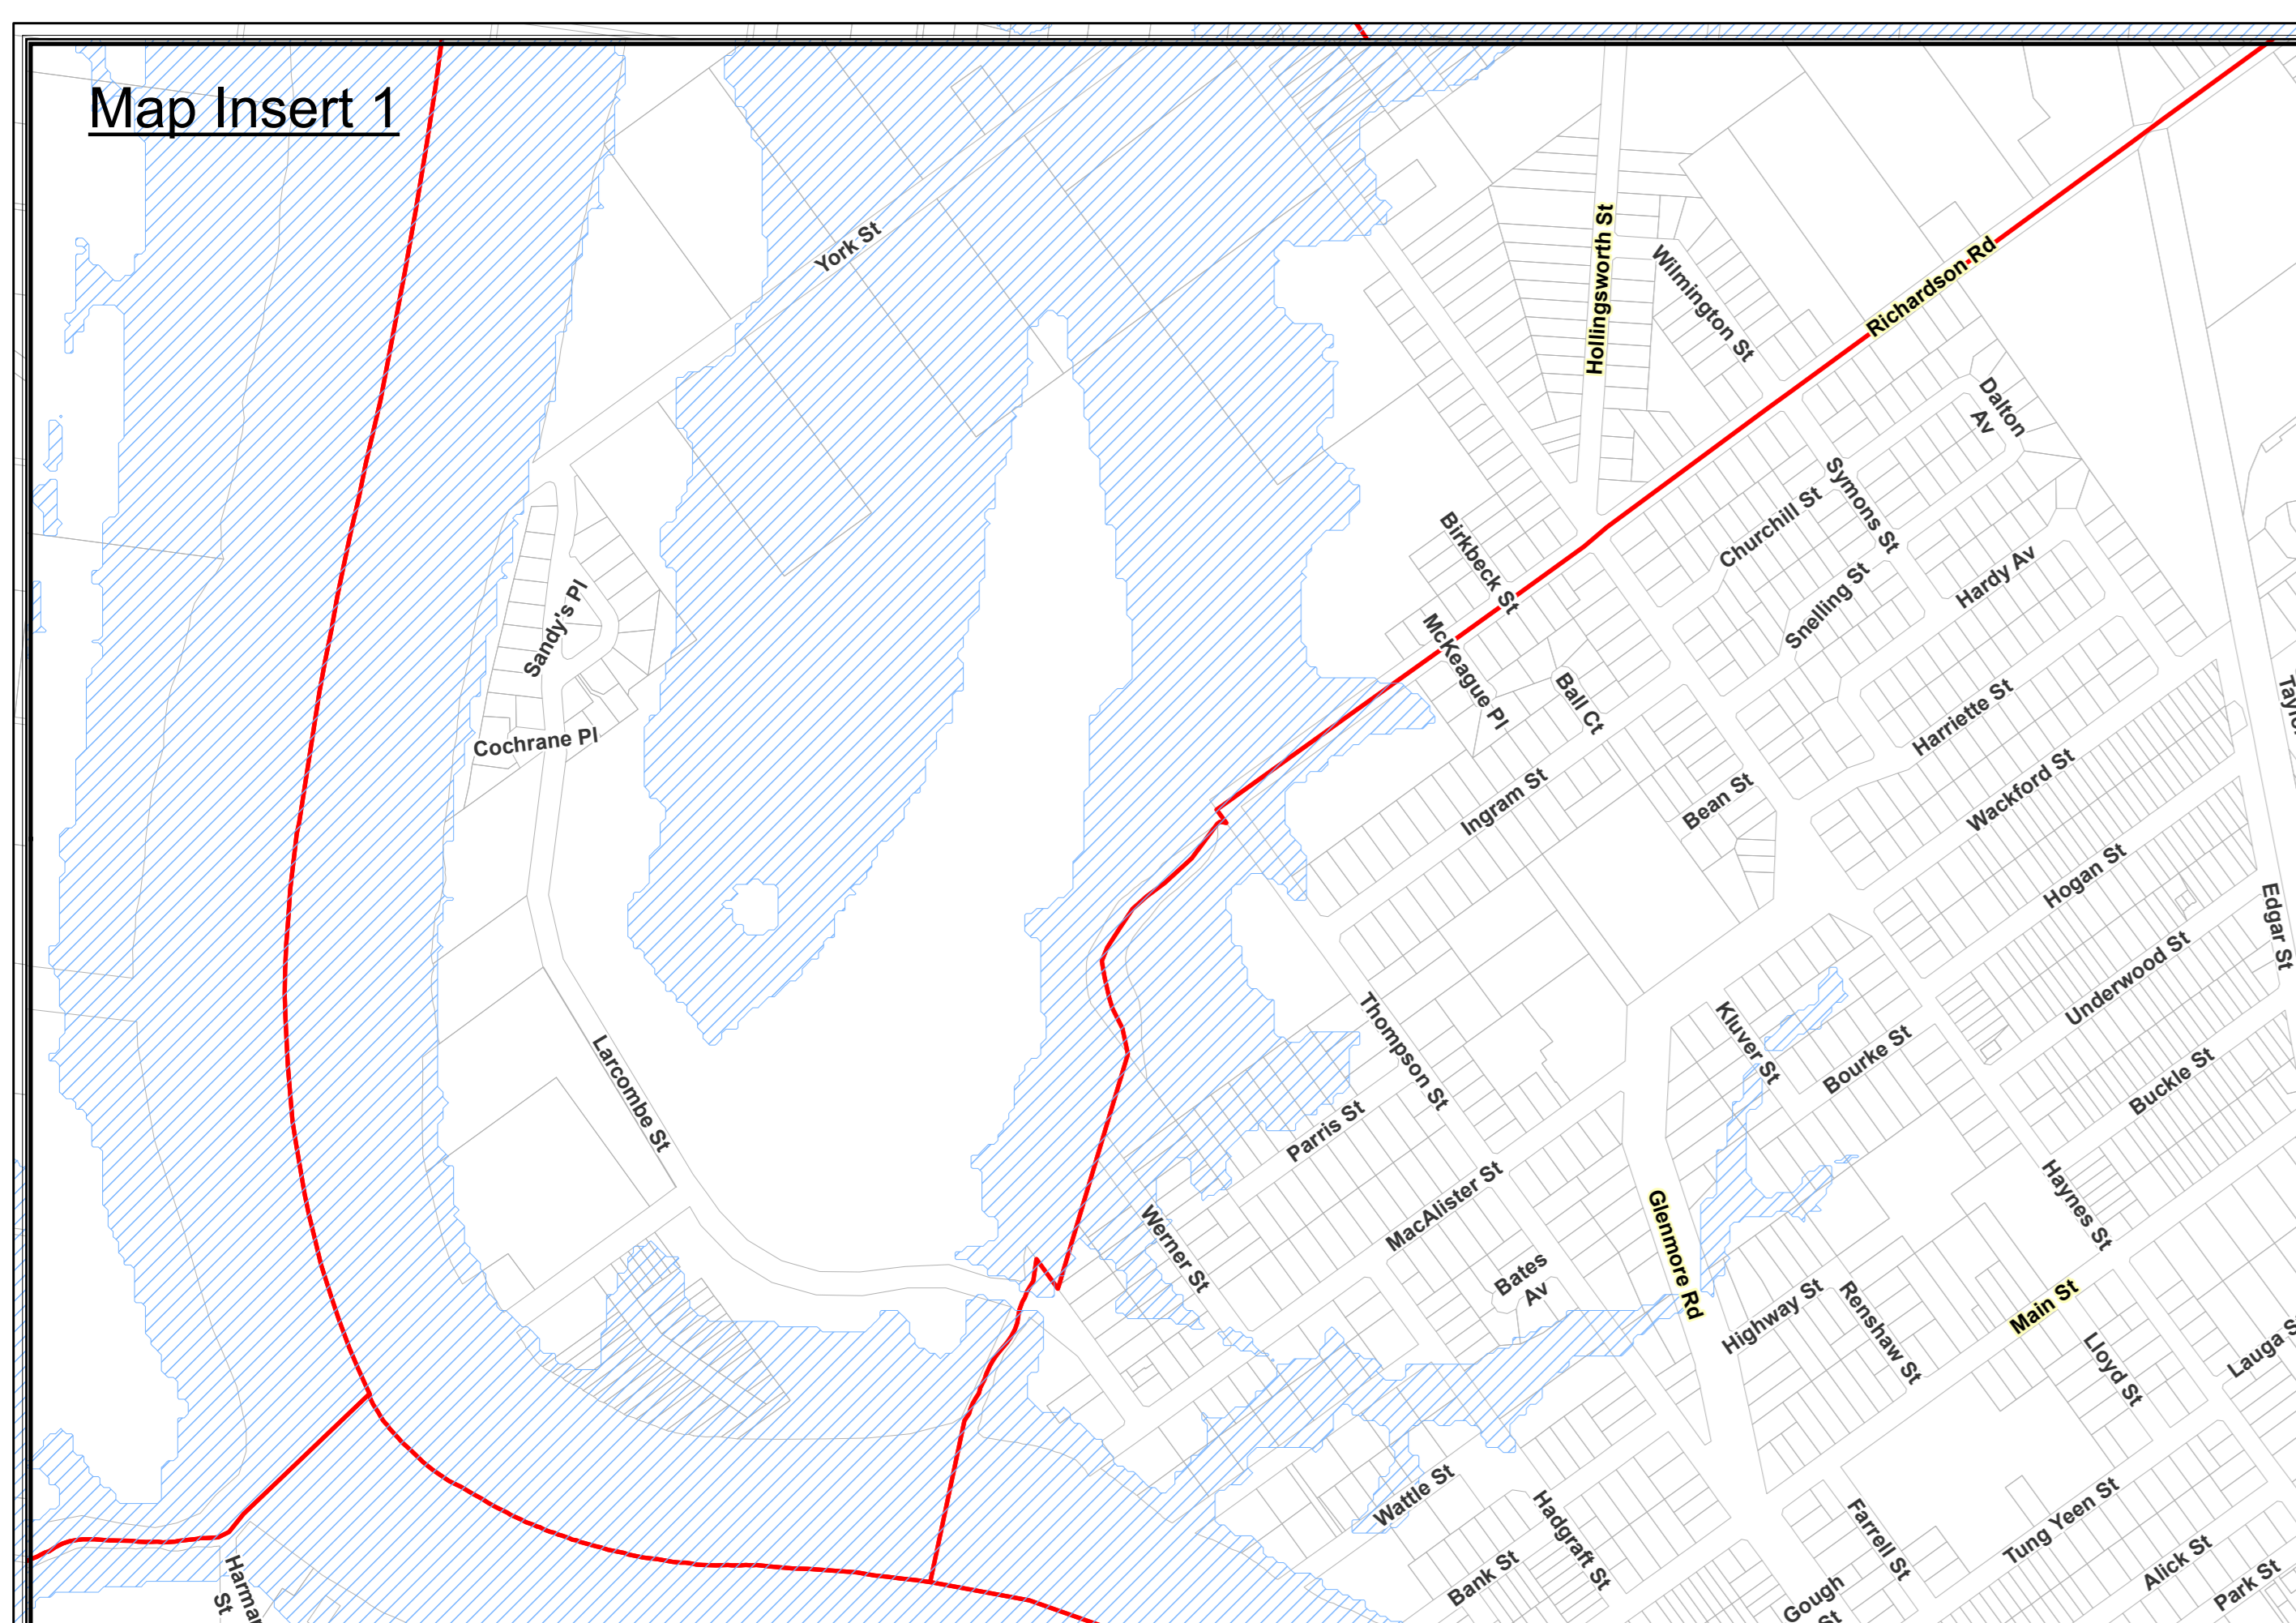 Map Insert 1
York St
Hollingsworth St
Wilmington St
Richardson Rd
Dalton
Av
Symons St
Churchill St
Birkbeck St
Snelling St
Hardy Av
Sandy's Pl
McKeague Pl
Ball Ct
Harriette St
Cochrane Pl
Ingram St
Bean St
Wackford St
Hogan St
Edgar St
Underwood St
Thompson St
Kluver St
Bourke St
Larcombe St
Buckle St
Parris St
MacAlister St
Haynes St
Werner St
Glenmore Rd
Bates
Av
Highway St
Renshaw St
Main St
Lloyd St
Lauga S
Wattle St
Hadgraft St
Farrell St
Tung Yeen St
Bank St
Alick St
Park St
Gough
St
Harma
St